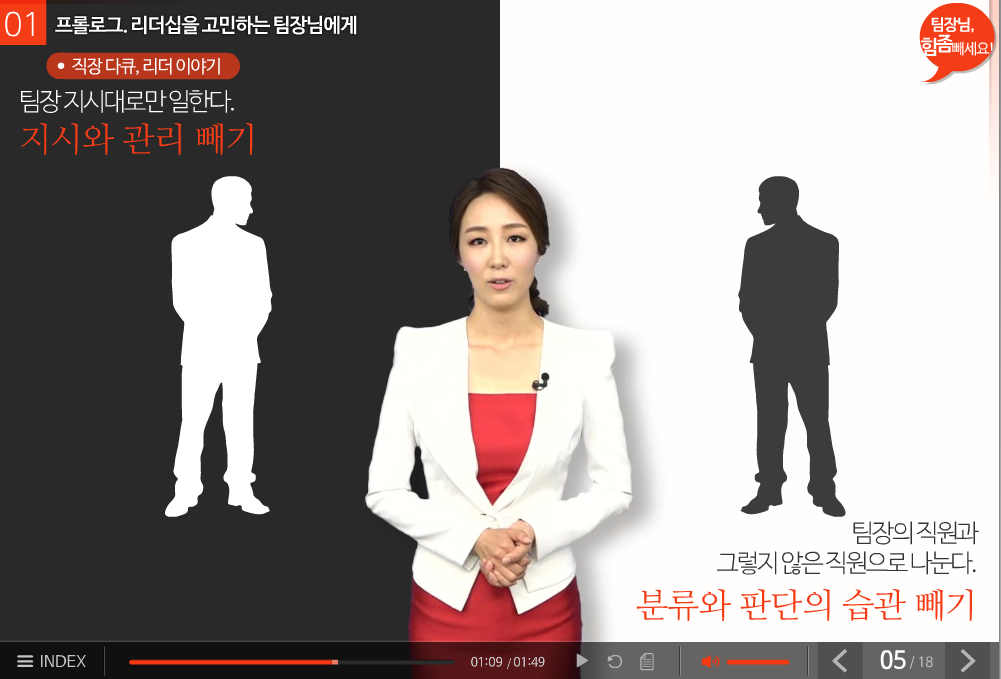 01 프롤로그. 리더십을 고민하는 팀장님에게
팀장님,
힘좀빼세요!
• 직장 다큐, 리더 이야기
팀장 지시대로만 일한다.
지시와 관리 빼기
팀장의 직원과
그렇지 않은 직원으로 나눈다.
분류와 판단의 습관 빼기
INDEX
01:09 / 01:49
05 / 18